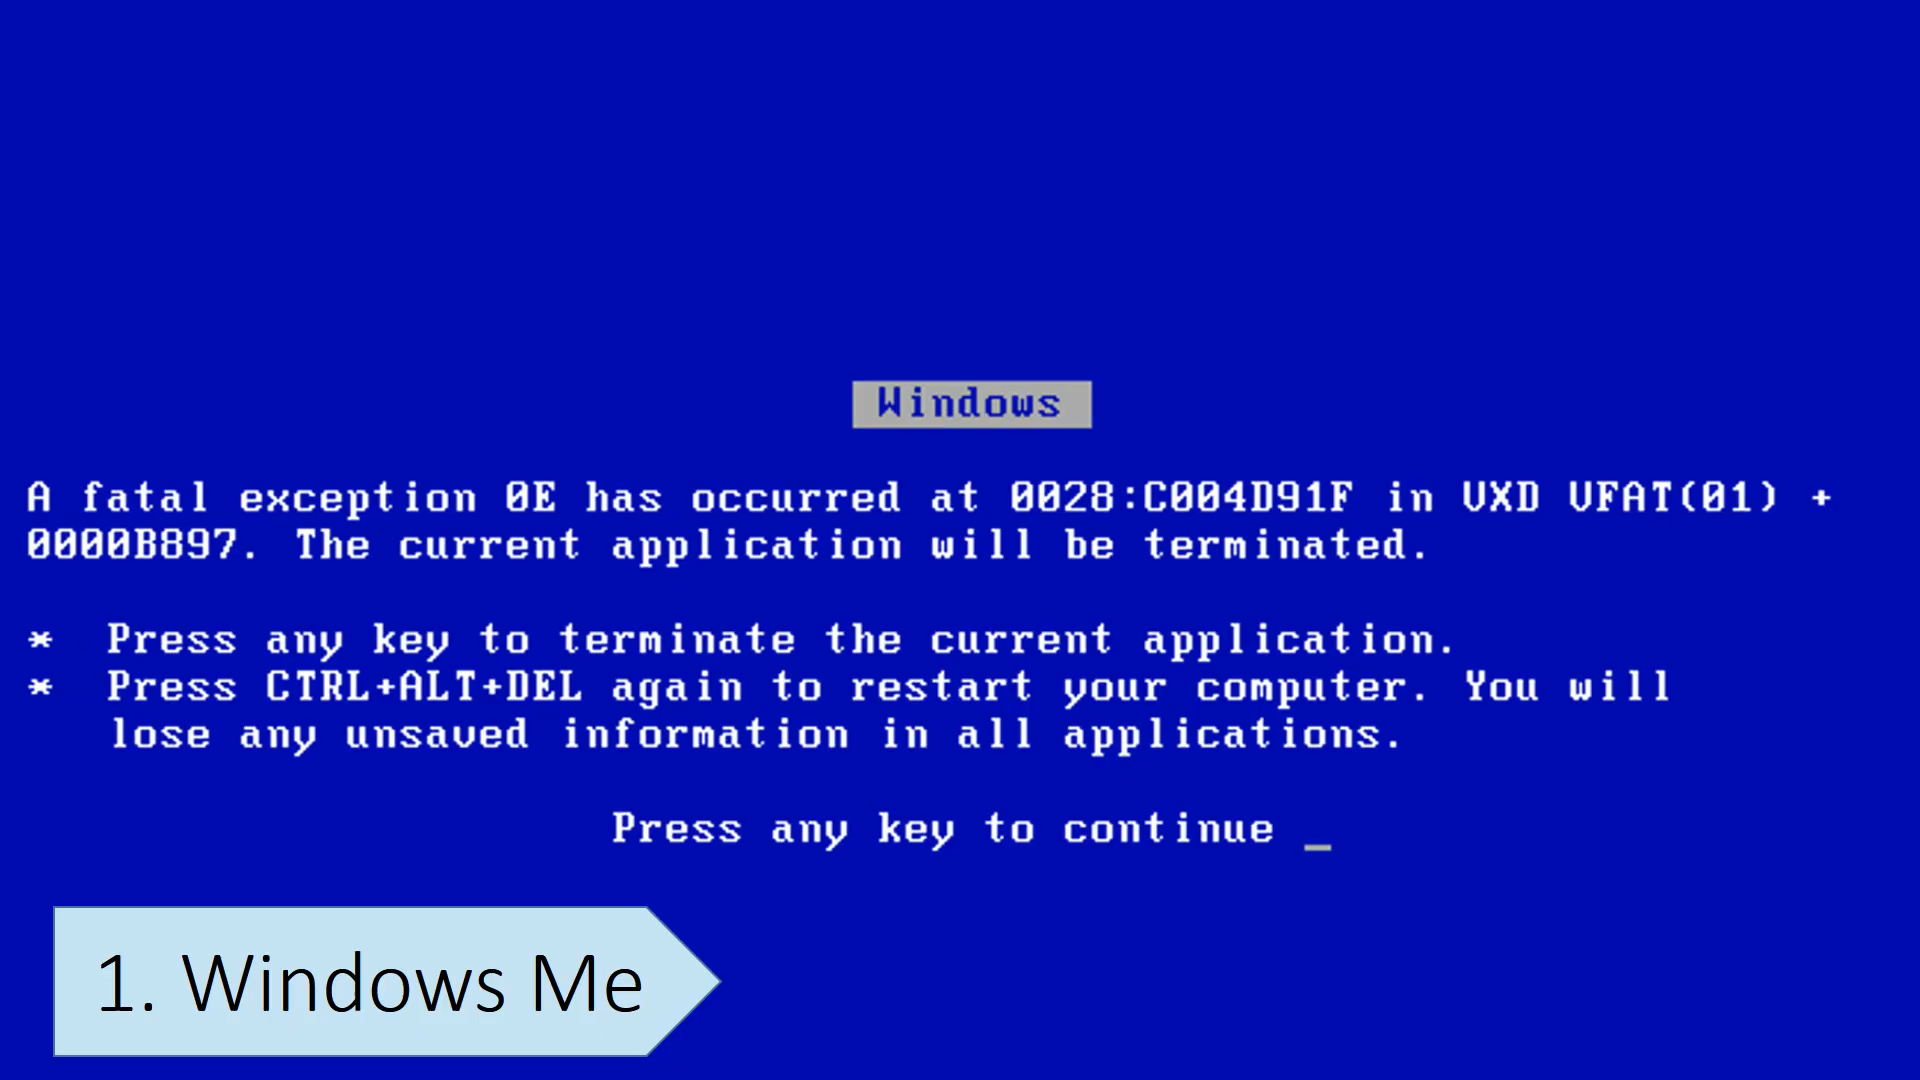 Windows
A fatal exception 0E has occurred at 0028:C004D91F in VXD VFAT(01) +
0000B897. The current application will be terminated.
* Press any key to terminate the current application.
* Press CTRL+ALT+DEL again to restart your computer. You will
lose any unsaved information in all applications.
Press any key to continue _
1. Windows Me